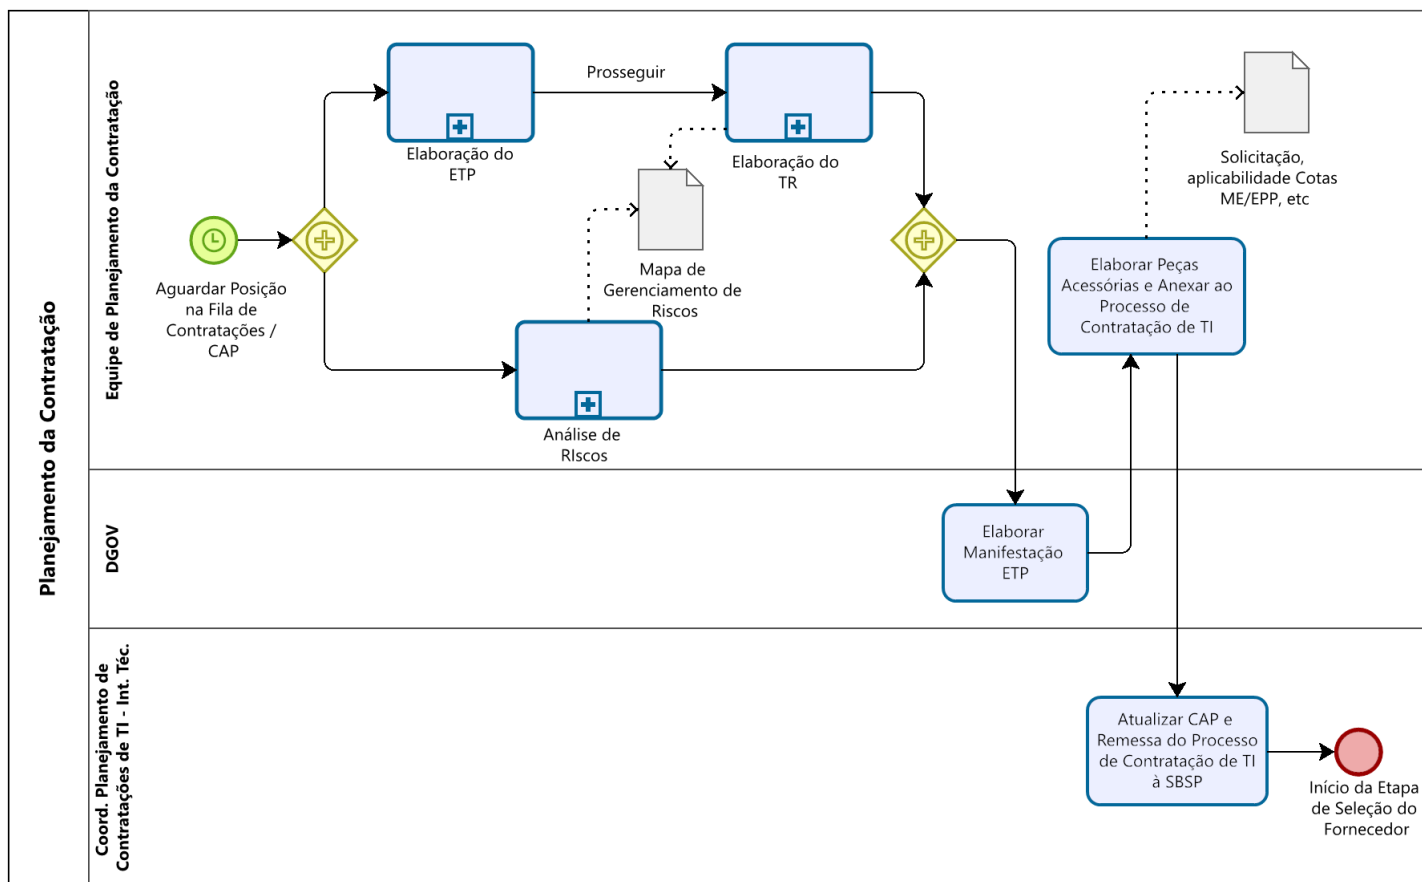 Planejamento da Contratação
Equipe de Planejamento da Contratação
Aguardar Posição
na Fila de
Contratações /
CAP
Elaboração do
ETP
Prosseguir
Elaboração do
TR
Mapa de
Gerenciamento de
Riscos
Análise de
RIscos
Solicitação,
aplicabilidade Cotas
ME/EPP, etc
Elaborar Peças
Acessórias e Anexar ao
Processo de
Contratação de TI
DGOV
Elaborar
Manifestação
ETP
Coord. Planejamento de
Contratações de TI - Int. Téc.
Atualizar CAP e
Remessa do Processo
de Contratação de TI
à SBSP
Início da Etapa
de Seleção do
Fornecedor